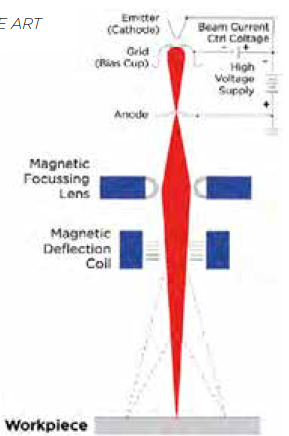 E ART
Emitter
(Cathode)
Beam Current
Ctrl Coltage
- +
Grid
(Bias Cup)
-
High
Voltage
Supply
+
Anode
Magnetic
Focussing
Lens
Magnetic
Deflection
Coil
Workpiece